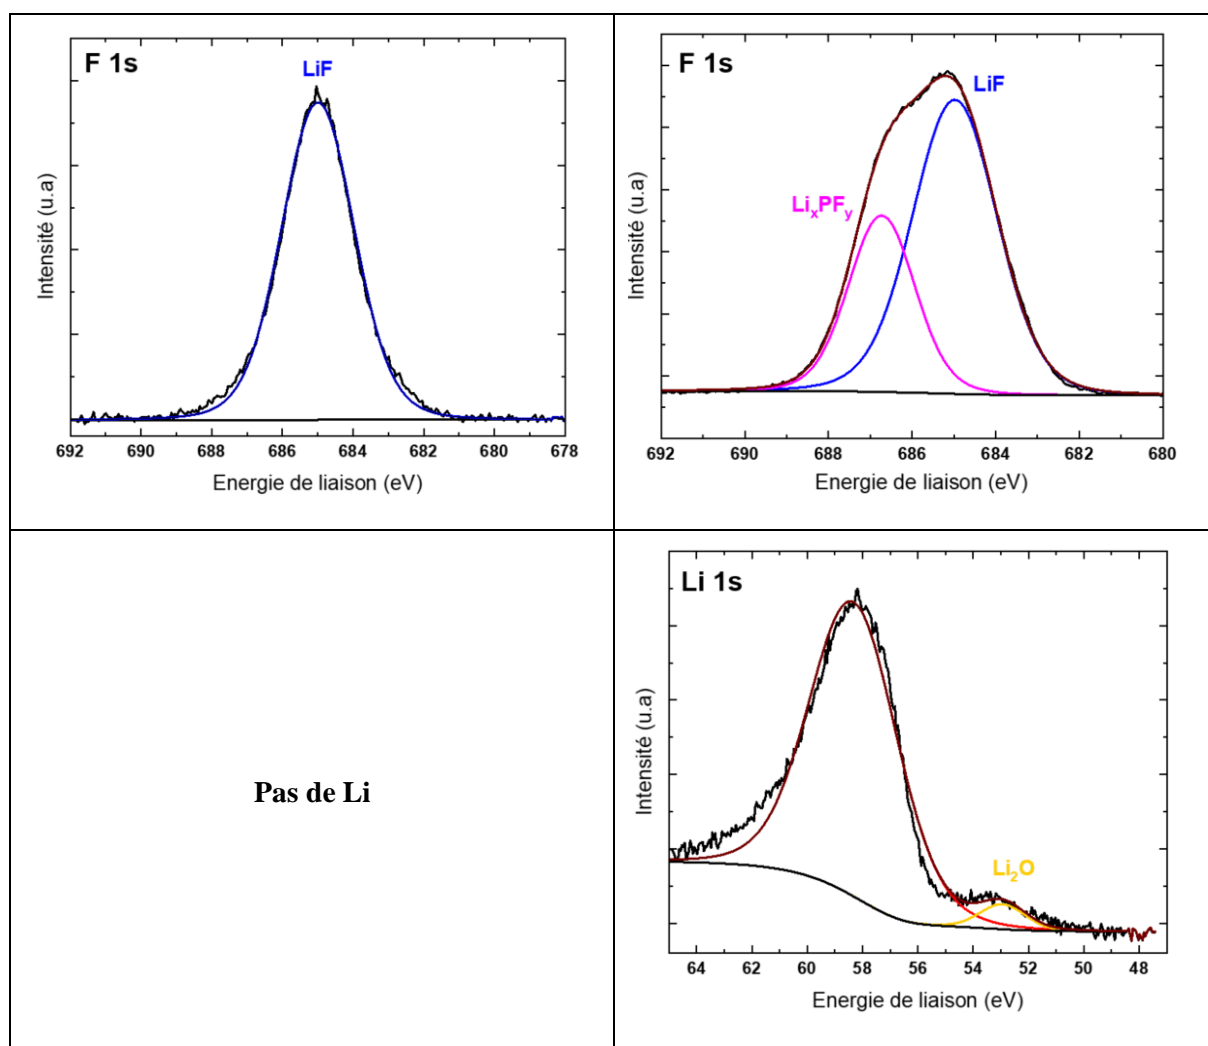 F 1s
LiF
Intensité (u.a)
692 690 688 686 684 682 680 678
Energie de liaison (eV)
F 1s
LiF
LixPFy
Intensité (u.a)
692 690 688 686 684 682 680
Energie de liaison (eV)
Pas de Li
Li 1s
Li2O
Intensité (u.a)
64 62 60 58 56 54 52 50 48
Energie de liaison (eV)